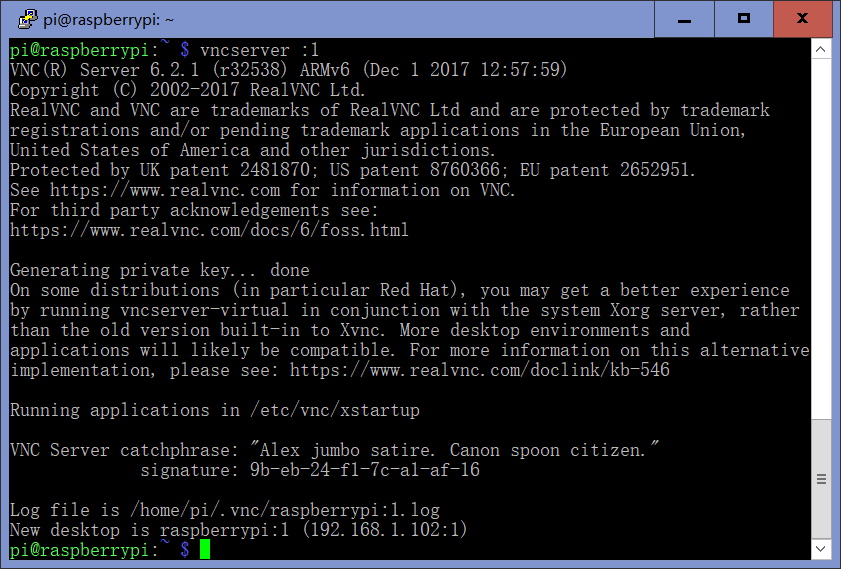 pi@raspberrypi: ~
pi@raspberrypi:~ $ vncserver :1
VNC(R) Server 6.2.1 (r32538) ARMv6 (Dec 1 2017 12:57:59)
Copyright (C) 2002-2017 RealVNC Ltd.
RealVNC and VNC are trademarks of RealVNC Ltd and are protected by trademark
registrations and/or pending trademark applications in the European Union,
United States of America and other jurisdictions.
Protected by UK patent 2481870; US patent 8760366; EU patent 2652951.
See https://www.realvnc.com for information on VNC.
For third party acknowledgements see:
https://www.realvnc.com/docs/6/foss.html
Generating private key... done
On some distributions (in particular Red Hat), you may get a better experience
by running vncserver-virtual in conjunction with the system Xorg server, rather
than the old version built-in to Xvnc. More desktop environments and
applications will likely be compatible. For more information on this alternative
implementation, please see: https://www.realvnc.com/doclink/kb-546
Running applications in /etc/vnc/xstartup
VNC Server catchphrase: "Alex jumbo satire. Canon spoon citizen."
signature: 9b-eb-24-f1-7c-a1-af-16
Log file is /home/pi/.vnc/raspberrypi:1.log
New desktop is raspberrypi:1 (192.168.1.102:1)
pi@raspberrypi:~ $